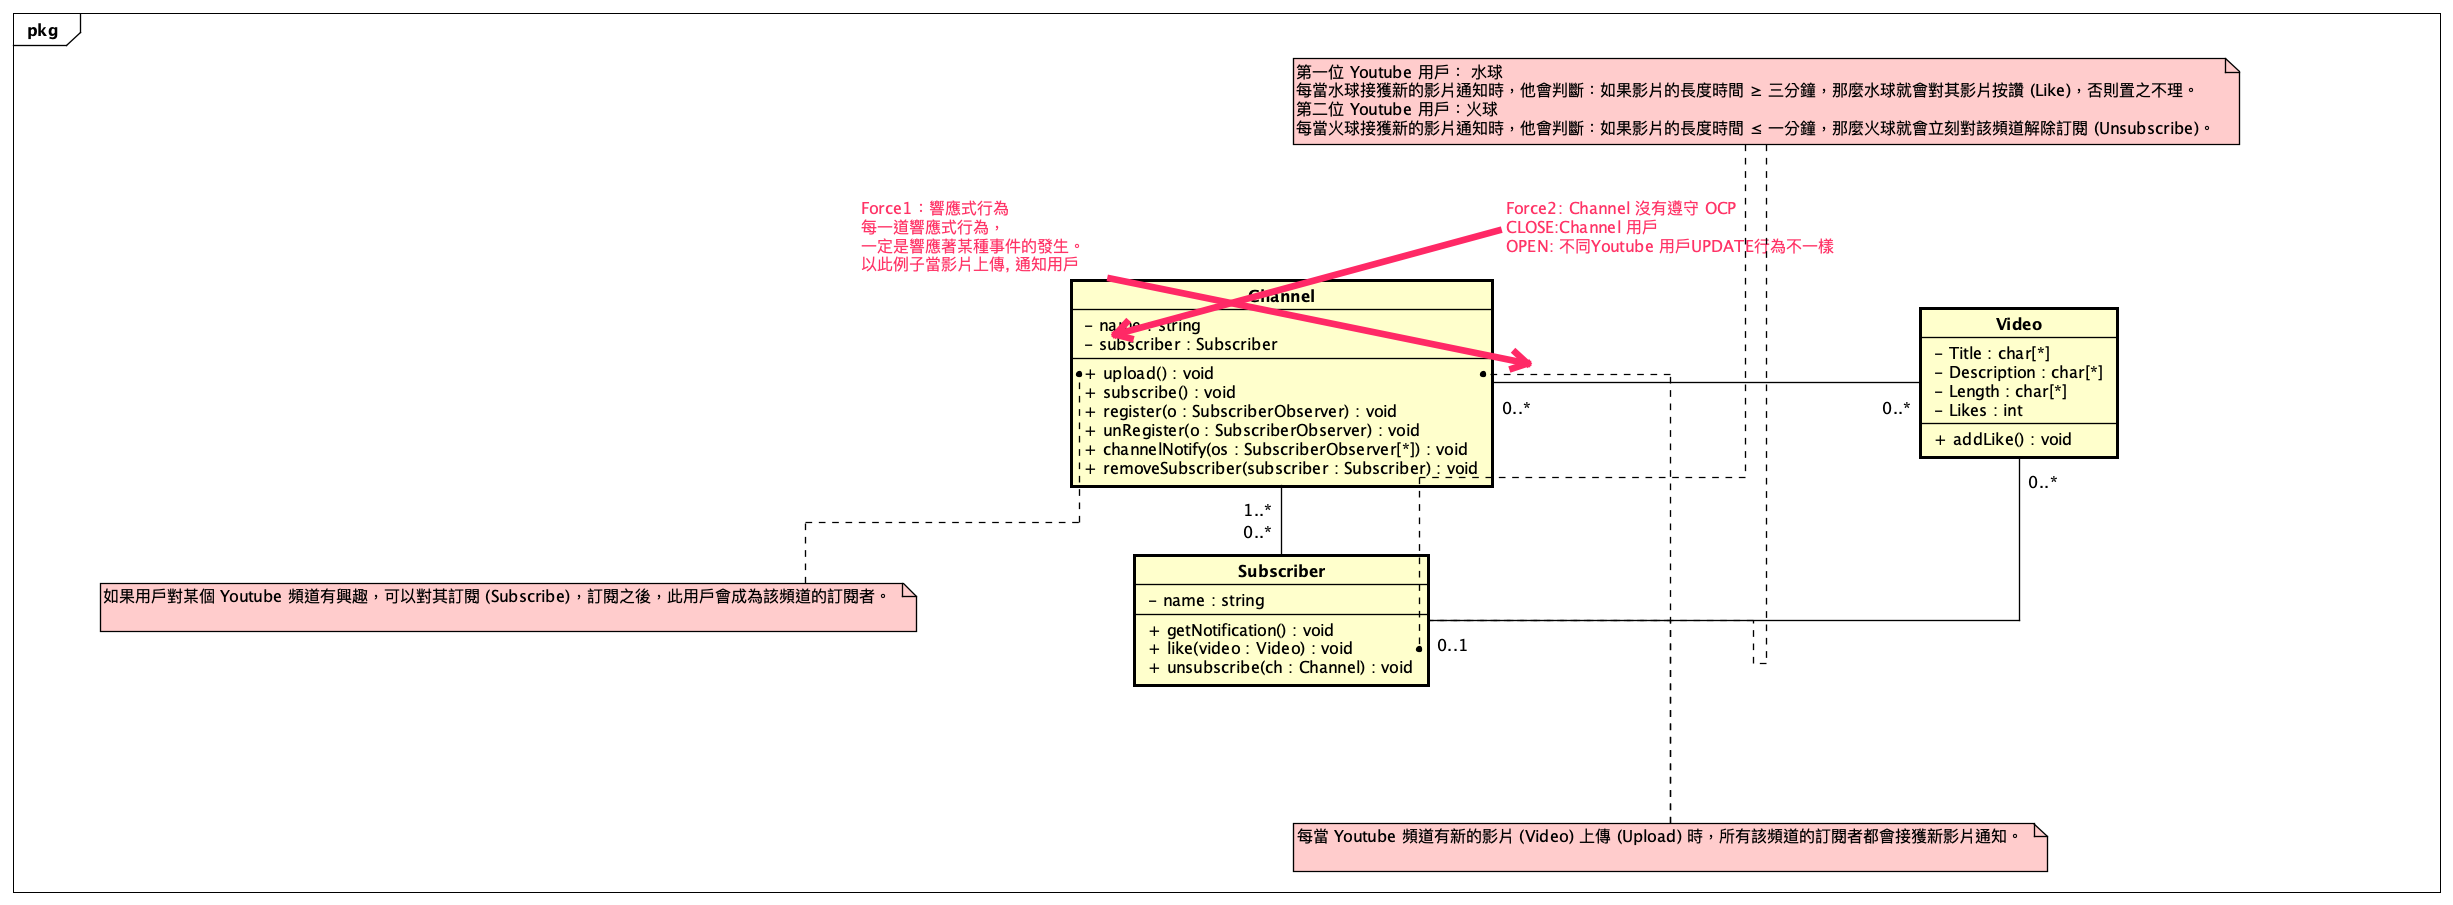 pkg
第一位 Youtube 用戶： 水球
每當水球接獲新的影片通知時，他會判斷：如果影片的長度時間 ≥ 三分鐘，那麼水球就會對其影片按讚 (Like)，否則置之不理。
第二位 Youtube 用戶：火球
每當火球接獲新的影片通知時，他會判斷：如果影片的長度時間 ≤ 一分鐘，那麼火球就會立刻對該頻道解除訂閱 (Unsubscribe)。
Force1：響應式行為
每一道響應式行為，
一定是響應著某種事件的發生。
以此例子當影片上傳, 通知用戶
Force2: Channel 沒有遵守 OCP
CLOSE:Channel 用戶
OPEN: 不同Youtube 用戶UPDATE行為不一樣
Channel
- name : string
- subscriber : Subscriber
+ upload() : void
+ subscribe() : void
+ register(o : SubscriberObserver) : void
+ unRegister(o : SubscriberObserver) : void
+ channelNotify(os : SubscriberObserver[*]) : void
+ removeSubscriber(subscriber : Subscriber) : void
0..*
0..*
Video
- Title : char[*]
- Description : char[*]
- Length : char[*]
- Likes : int
+ addLike() : void
0..*
1..*
0..*
Subscriber
- name : string
+ getNotification() : void
+ like(video : Video) : void
+ unsubscribe(ch : Channel) : void
0..1
如果用戶對某個 Youtube 頻道有興趣，可以對其訂閱 (Subscribe)，訂閱之後，此用戶會成為該頻道的訂閱者。
每當 Youtube 頻道有新的影片 (Video) 上傳 (Upload) 時，所有該頻道的訂閱者都會接獲新影片通知。